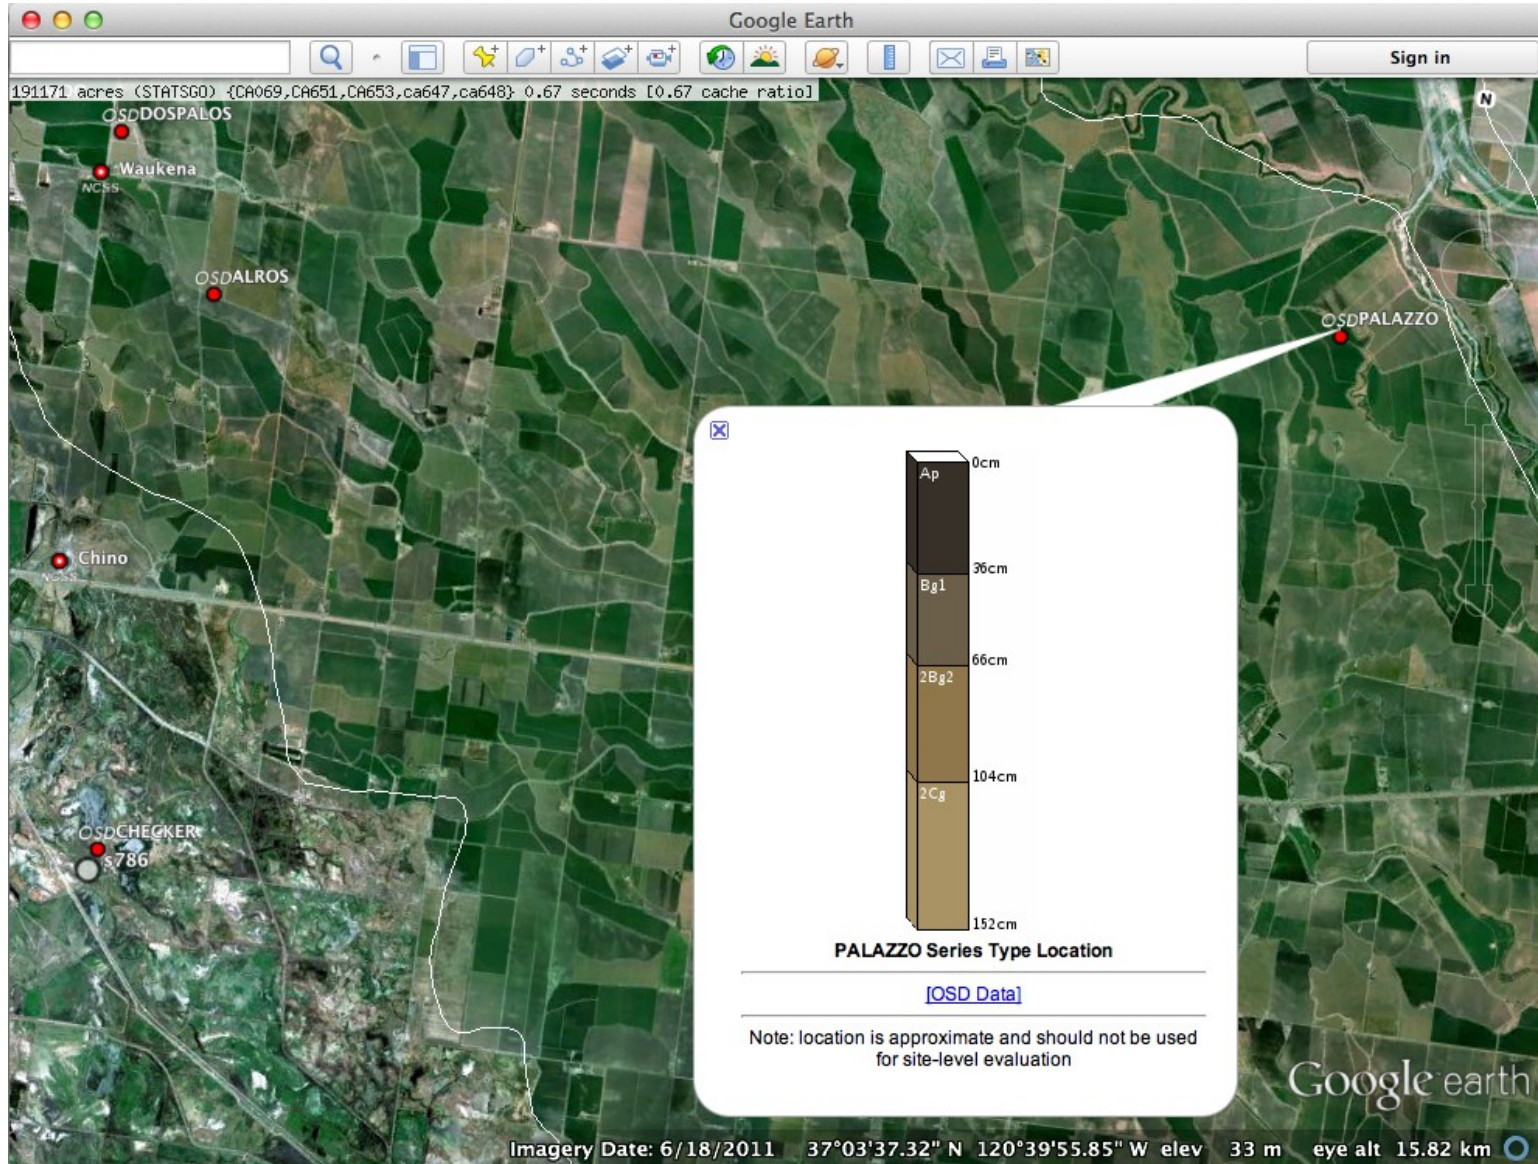 Google Earth
Sign in
191171 acres (STATSGO) {CA069,CA651,CA653,ca647,ca648} 0.67 seconds [0.67 cache ratio]
N
OSDDOSPALOS
Waukena
NCSS
OSDALROS
OSDPALAZZO
Ap
0cm
36cm
Bg1
66cm
2Bg2
104cm
2Cg
152cm
PALAZZO Series Type Location
[OSD Data]
Note: location is approximate and should not be used
for site-level evaluation
Chino
NCSS
OSDCHECKER
s786
Google earth
Imagery Date: 6/18/2011 37°03'37.32" N 120°39'55.85" W elev 33 m eye alt 15.82 km